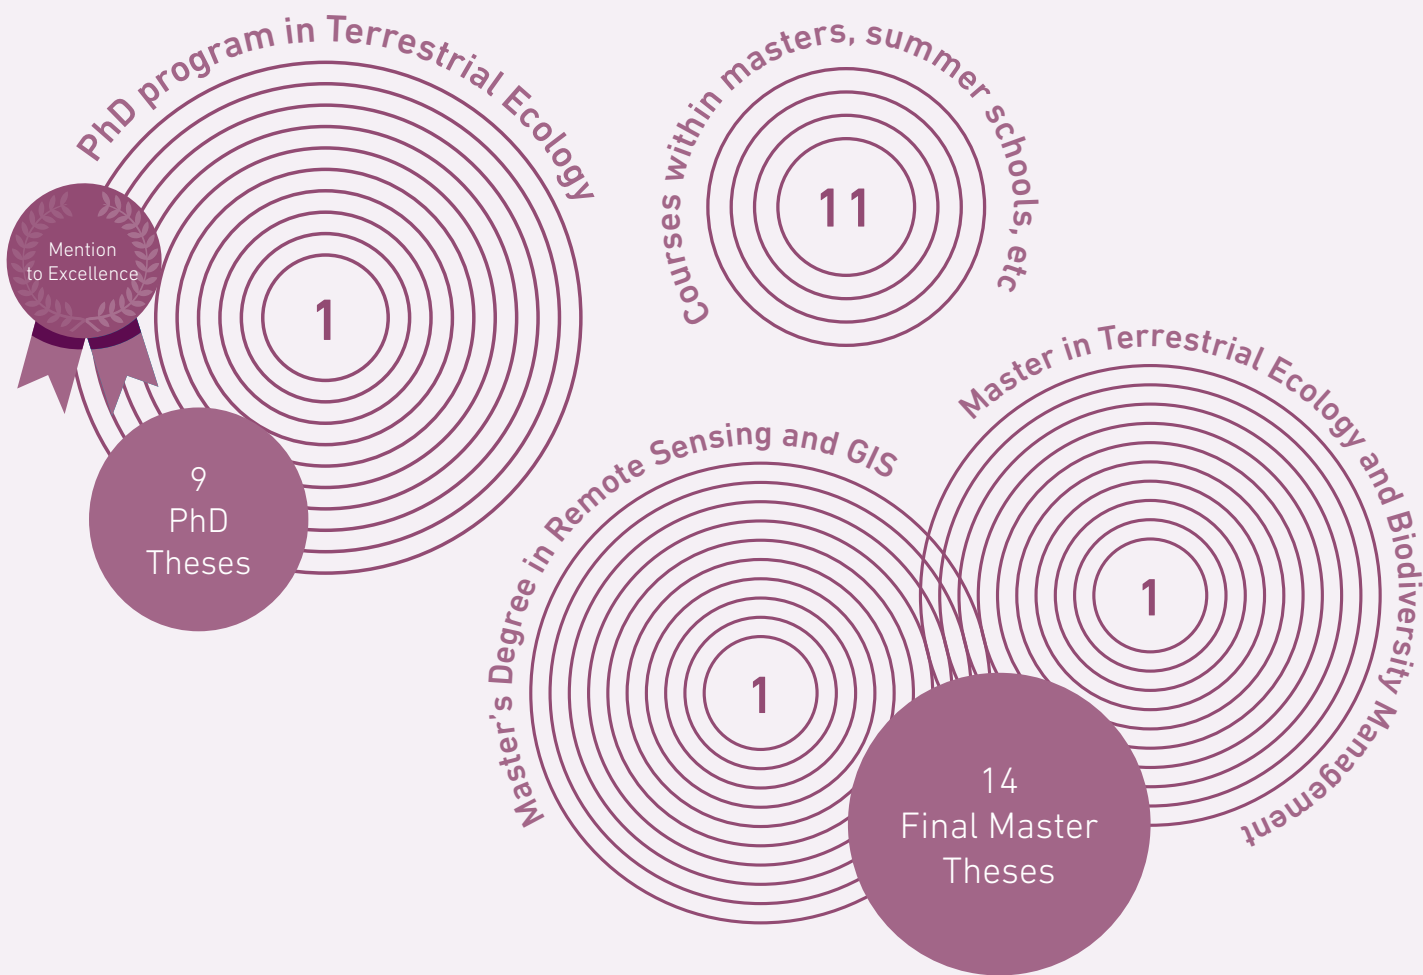 PhD program in Terrestrial Ecology
Mention
to Excellence
1
9
PhD
Theses
Courses within masters, summer schools, etc
11
Master's Degree in Remote Sensing and GIS
1
Master in Terrestrial Ecology and Biodiversity Management
1
14
Final Master
Theses